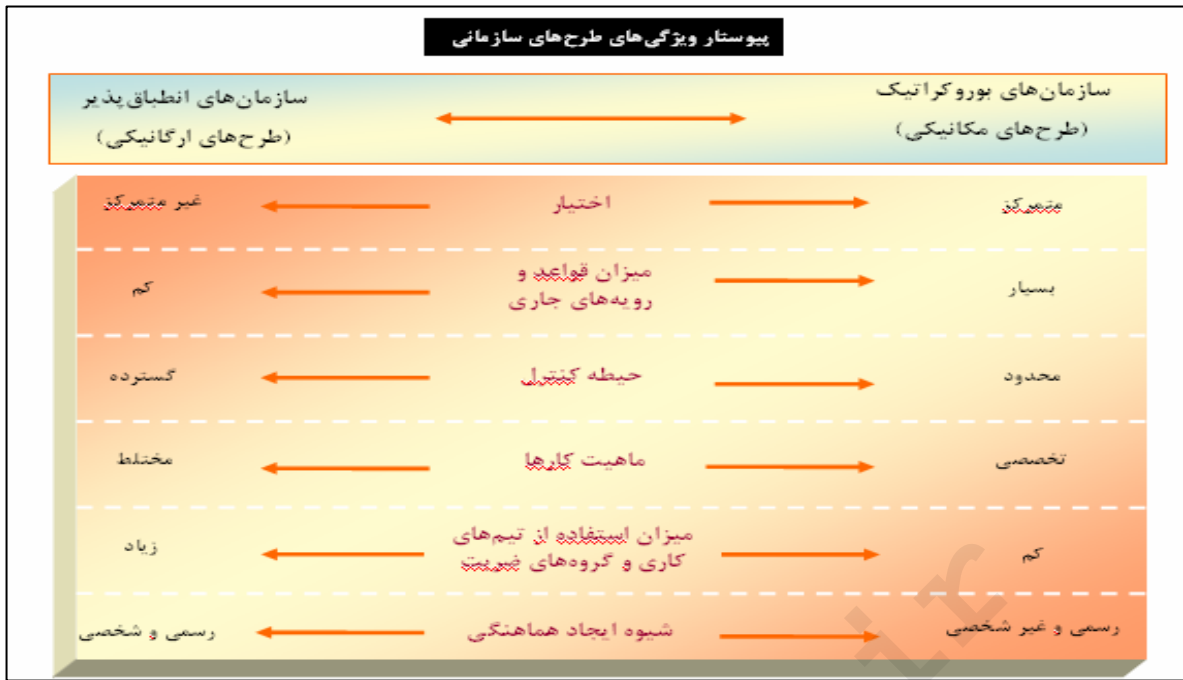 پیوستار ویژگی‌های طرح‌های سازمانی
سازمان‌های بوروکراتیک
(طرح‌های مکانیکی)
سازمان‌های انطباق‌پذیر
(طرح‌های ارگانیکی)
متمرکز
اختیار
غیر متمرکز
بسیار
میزان قواعد و
رویه‌های جاری
کم
محدود
حیطه کنترل
گسترده
تخصصی
ماهیت کارها
مختلط
کم
میزان استفاده از تیم‌های
کاری و گروه‌های ضربت
زیاد
رسمی و غیر شخصی
شیوه ایجاد هماهنگی
رسمی و شخصی
ir